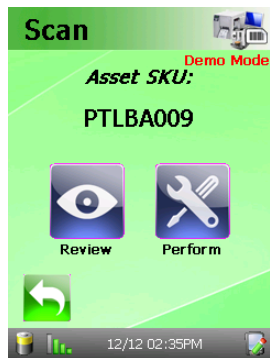 Scan
Demo Mode
Asset SKU:
PTLBA009
Review Perform
12/12 02:35PM